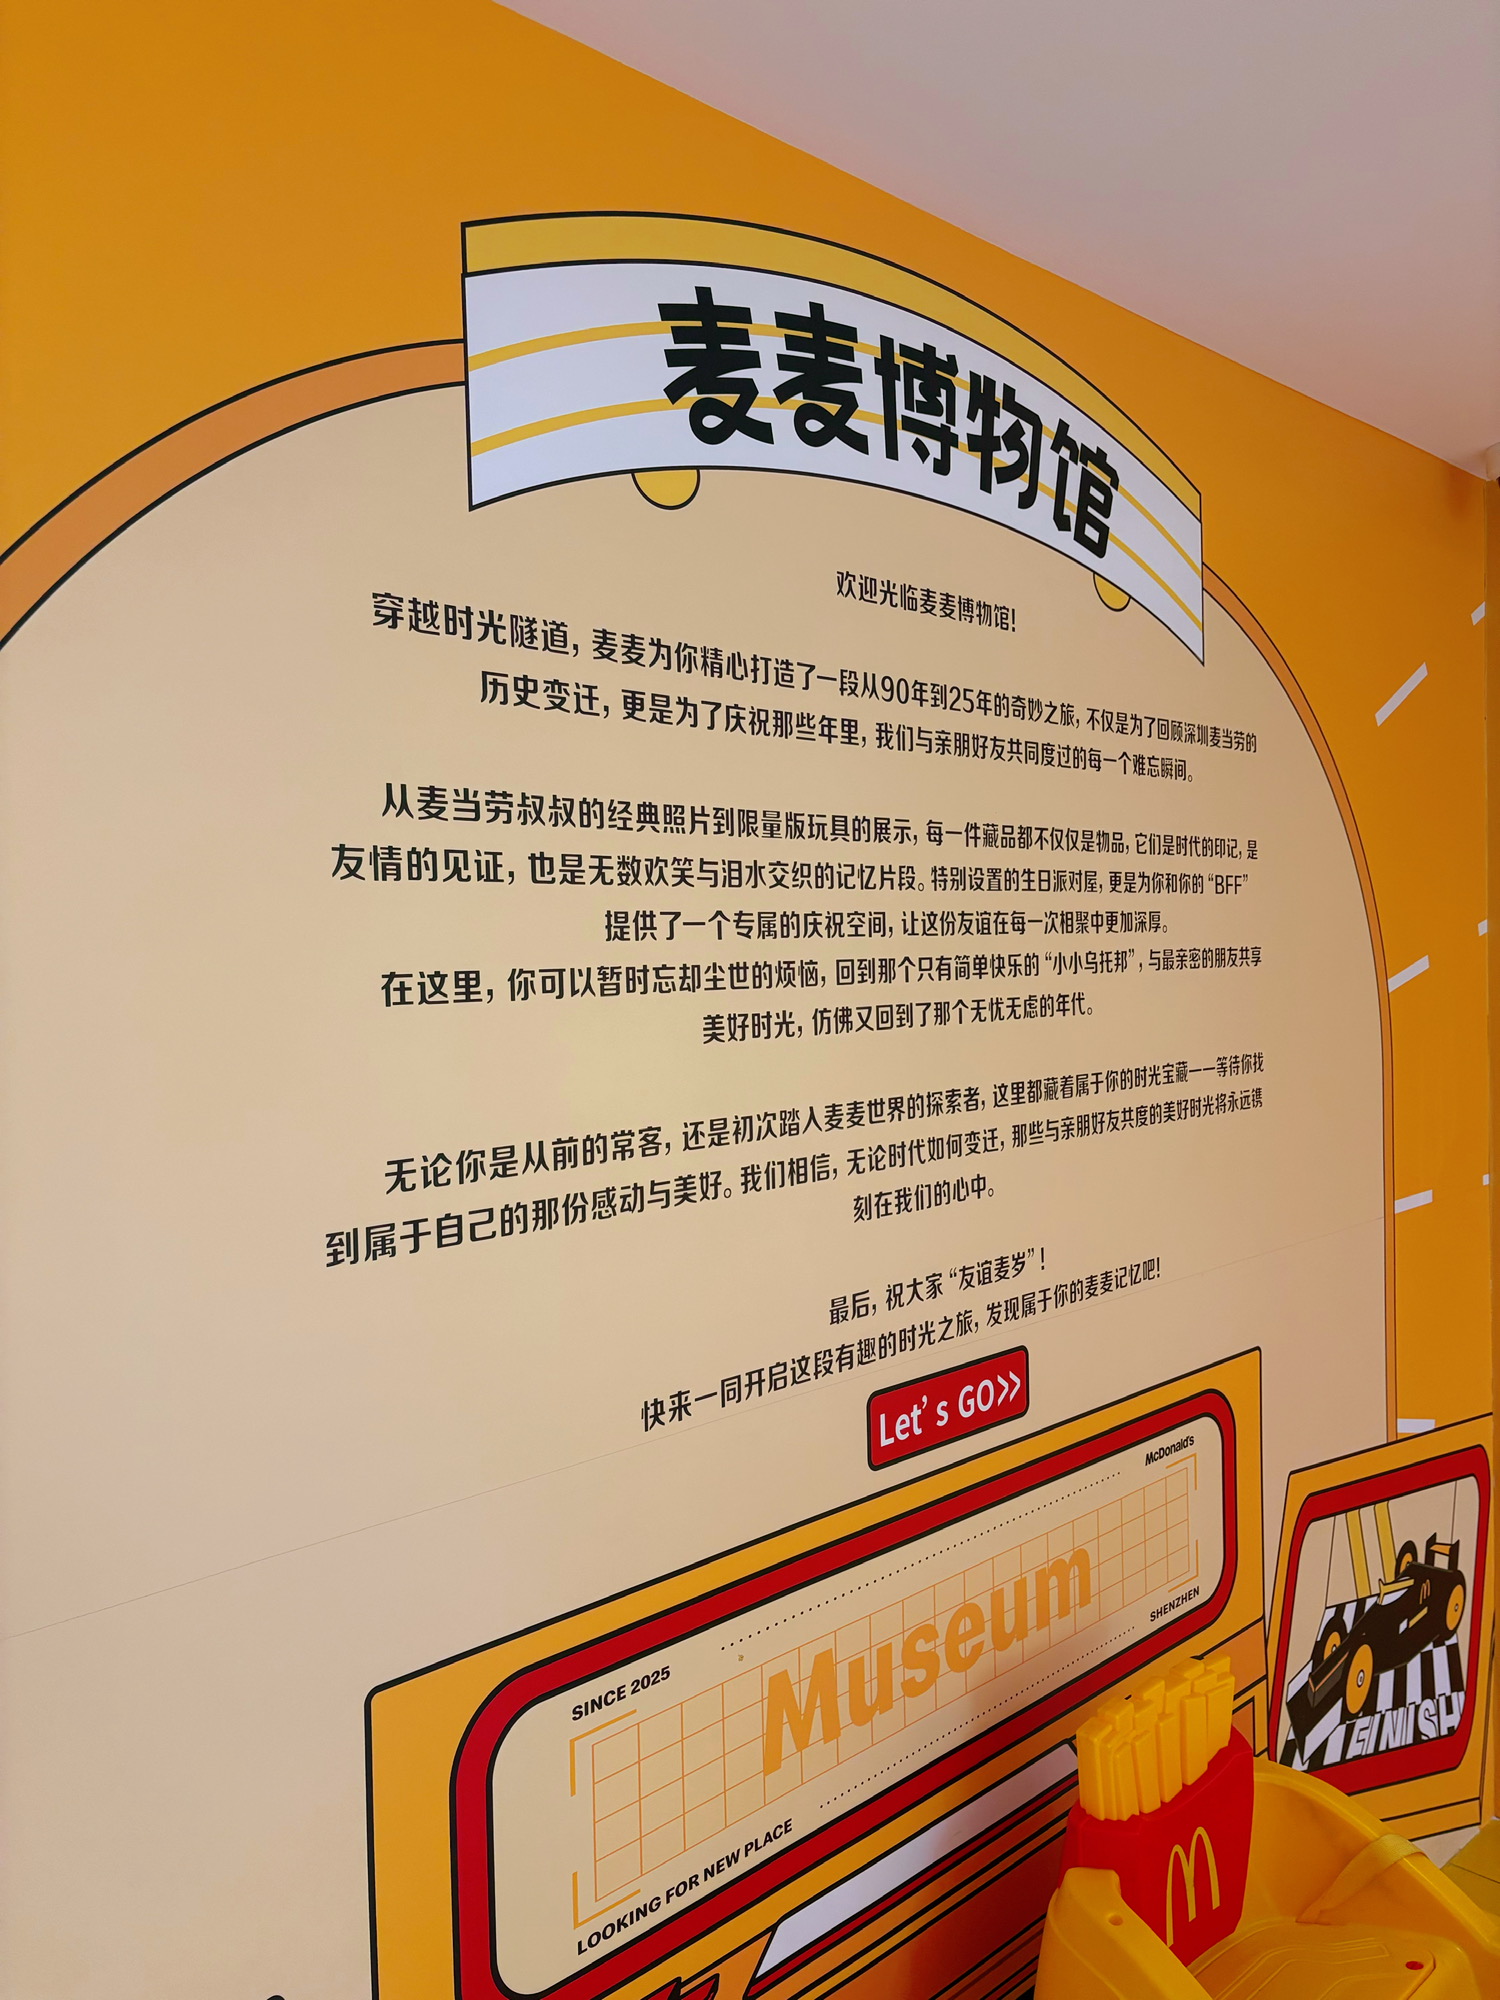 麦麦博物馆
欢迎光临麦麦博物馆!
穿越时光隧道，麦麦为你精心打造了一段从90年到25年的奇妙之旅，不仅是为了回顾深圳麦当劳的
历史变迁，更是为了庆祝那些年里，我们与亲朋好友共同度过的每一个难忘瞬间。
从麦当劳叔叔的经典照片到限量版玩具的展示，每一件藏品都不仅仅是物品，它们是时代的印记，是
友情的见证，也是无数欢笑与泪水交织的记忆片段。特别设置的生日派对屋，更是为你和你的“BFF”
提供了一个专属的庆祝空间，让这份友谊在每一次相聚中更加深厚。
在这里，你可以暂时忘却尘世的烦恼，回到那个只有简单快乐的“小小乌托邦”，与最亲密的朋友共享
美好时光，仿佛又回到了那个无忧无虑的年代。
无论你是从前的常客，还是初次踏入麦麦世界的探索者，这里都藏着属于你的时光宝藏——等待你找
到属于自己的那份感动与美好。我们相信，无论时代如何变迁，那些与亲朋好友共度的美好时光将永远镌
刻在我们的心中。
最后，祝大家“友谊麦岁”！
快来一同开启这段有趣的时光之旅，发现属于你的麦麦记忆吧!
Let's GO>>
McDonald's
SINCE 2025
Museum
SHENZHEN
LOOKING FOR NEW PLACE
FINISH